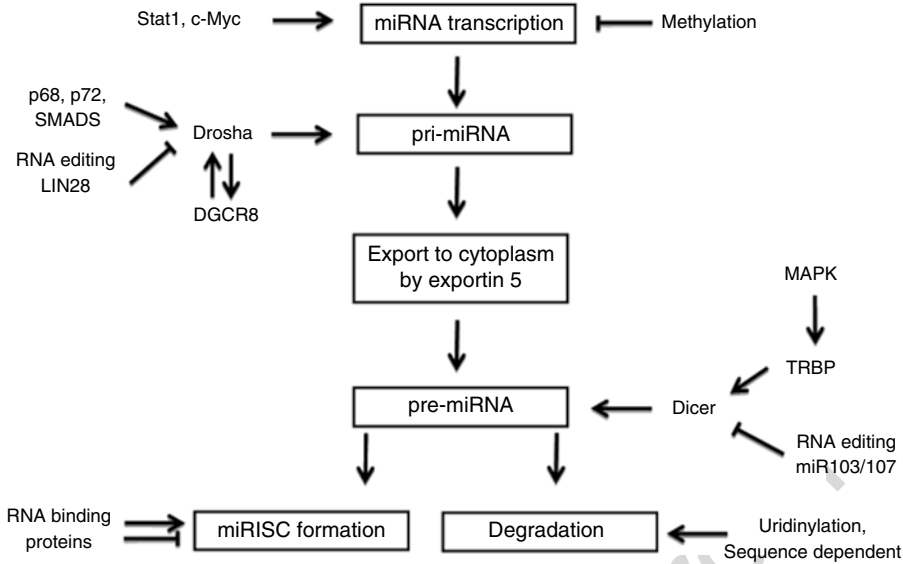 Stat1, c-Myc
miRNA transcription
Methylation
p68, p72,
SMADS
Drosha
pri-miRNA
RNA editing
LIN28
DGCR8
Export to cytoplasm
by exportin 5
MAPK
TRBP
pre-miRNA
Dicer
RNA editing
miR103/107
RNA binding
proteins
miRISC formation
Degradation
Uridinylation,
Sequence dependent